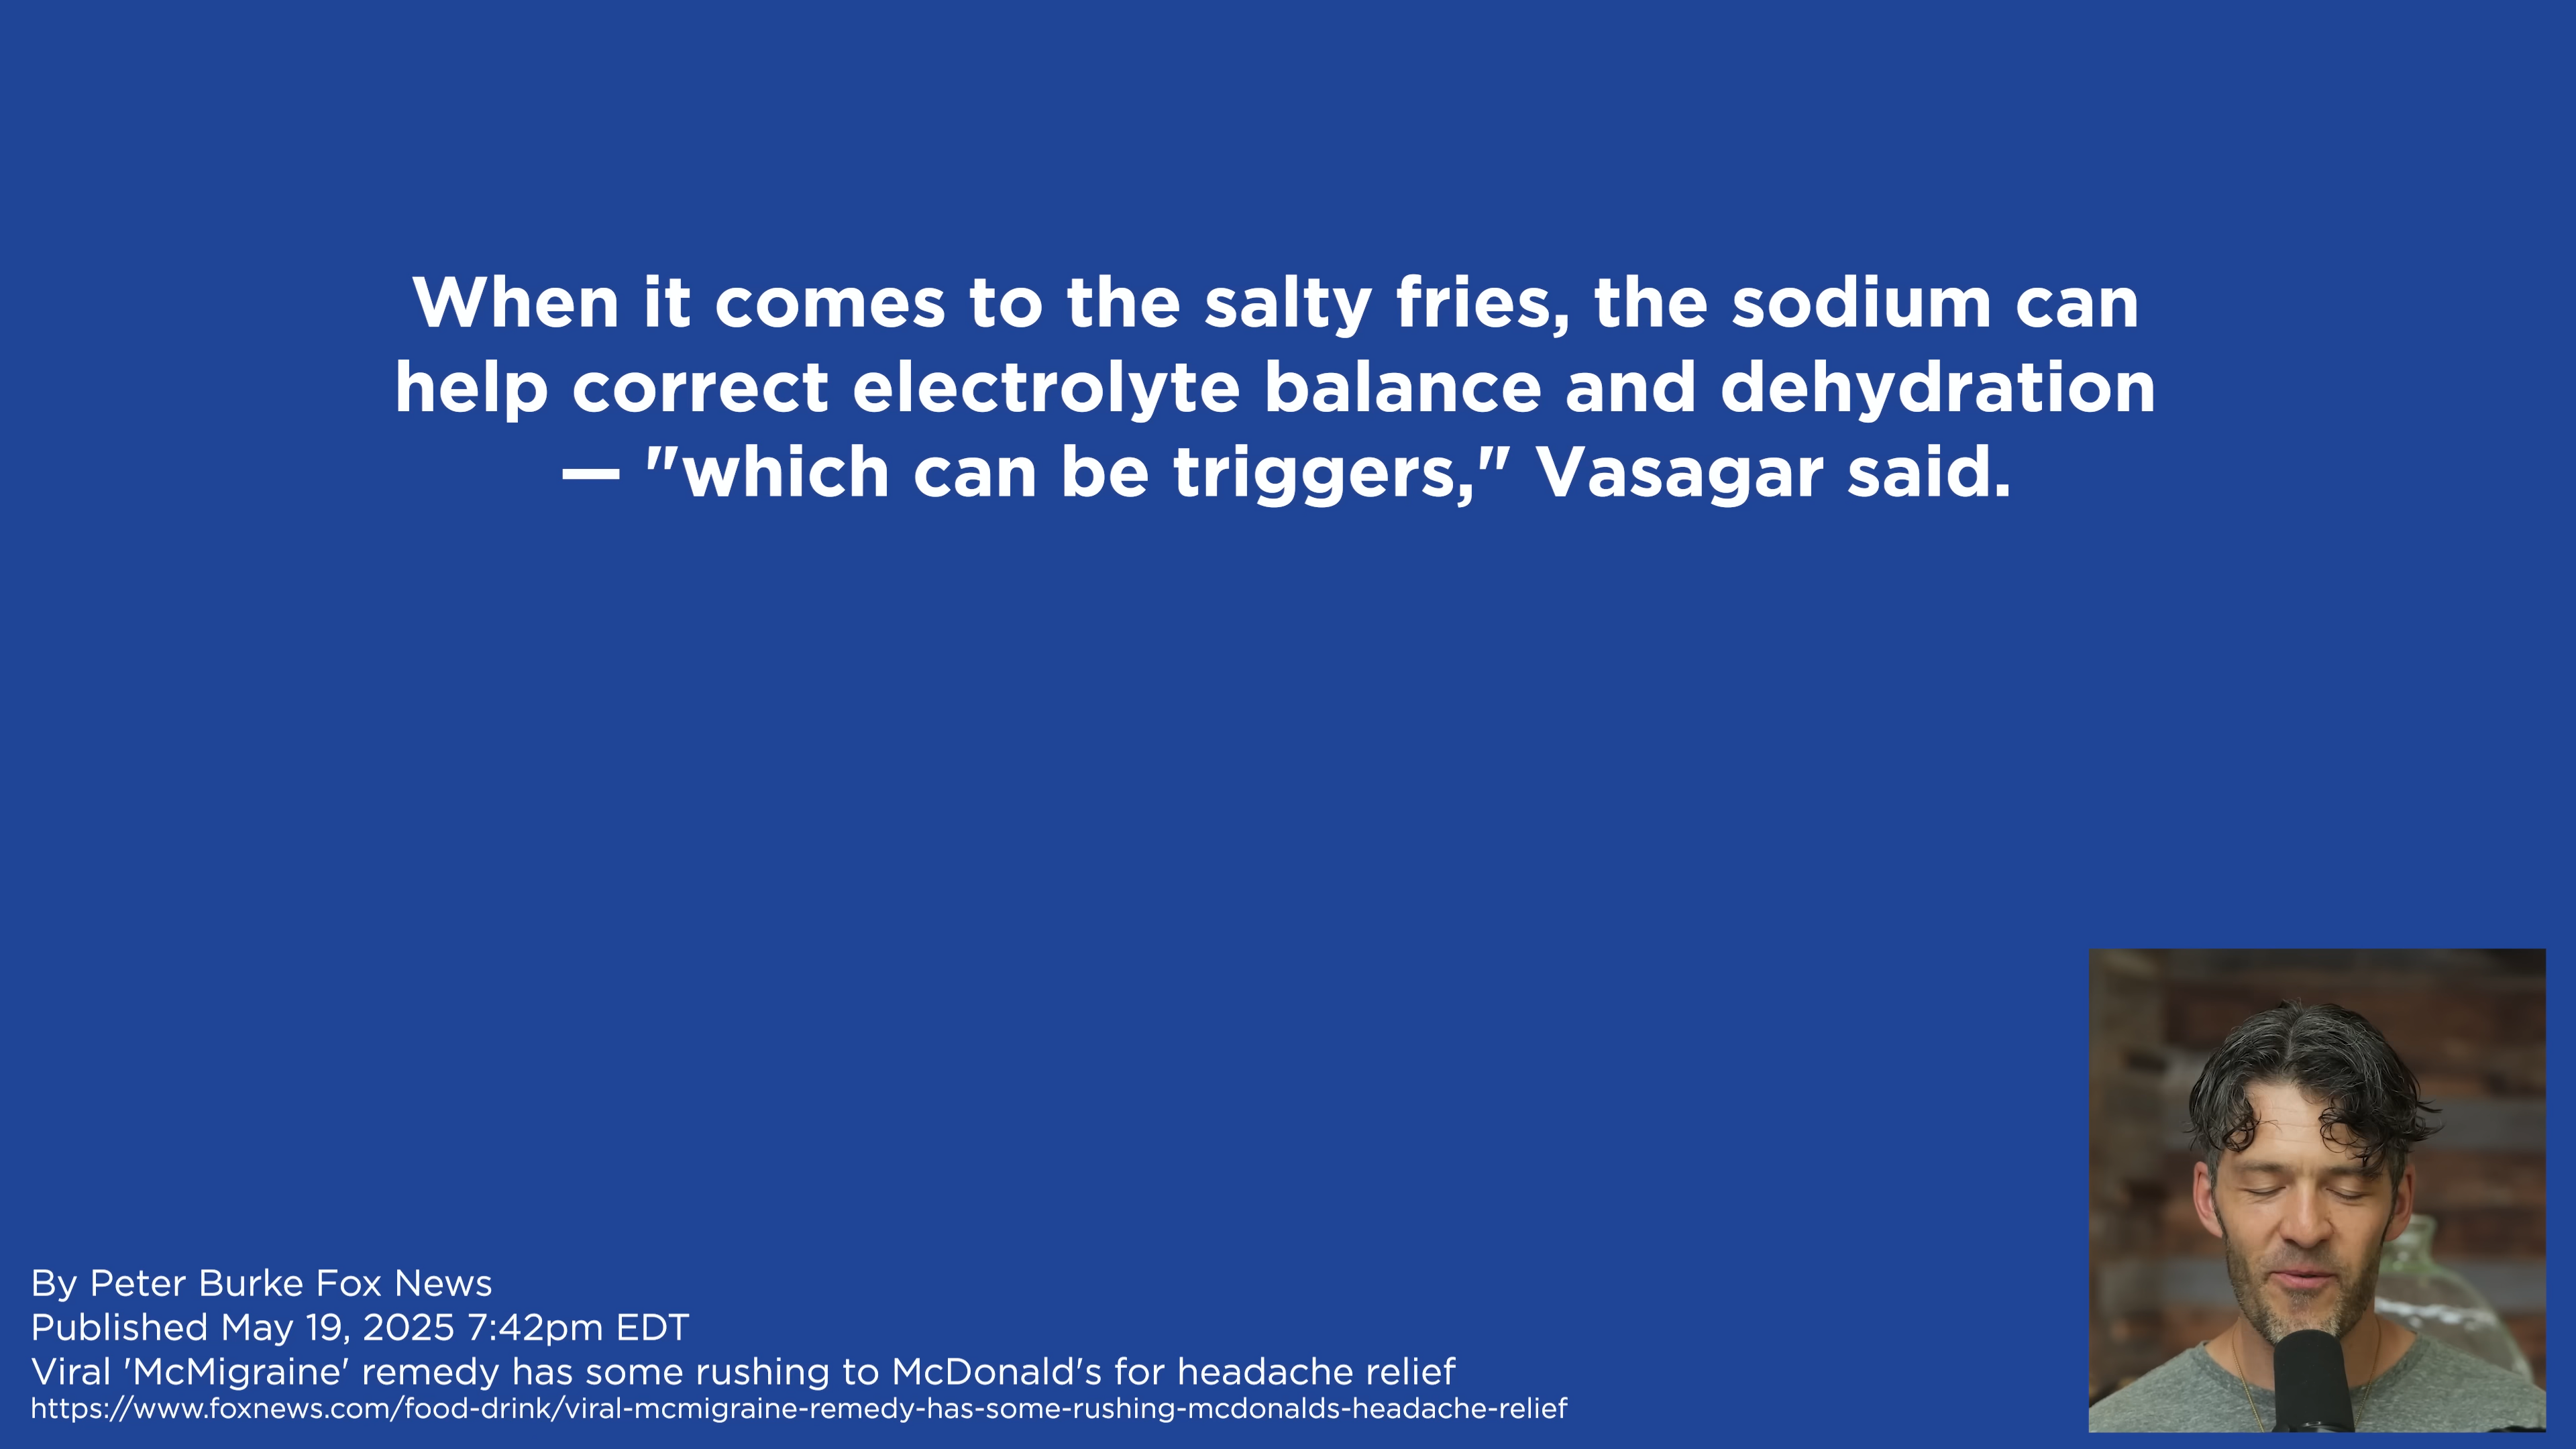 When it comes to the salty fries, the sodium can
help correct electrolyte balance and dehydration
— "which can be triggers," Vasagar said.
By Peter Burke Fox News
Published May 19, 2025 7:42pm EDT
Viral 'McMigraine' remedy has some rushing to McDonald's for headache relief
https://www.foxnews.com/food-drink/viral-mcmigraine-remedy-has-some-rushing-mcdonalds-headache-relief